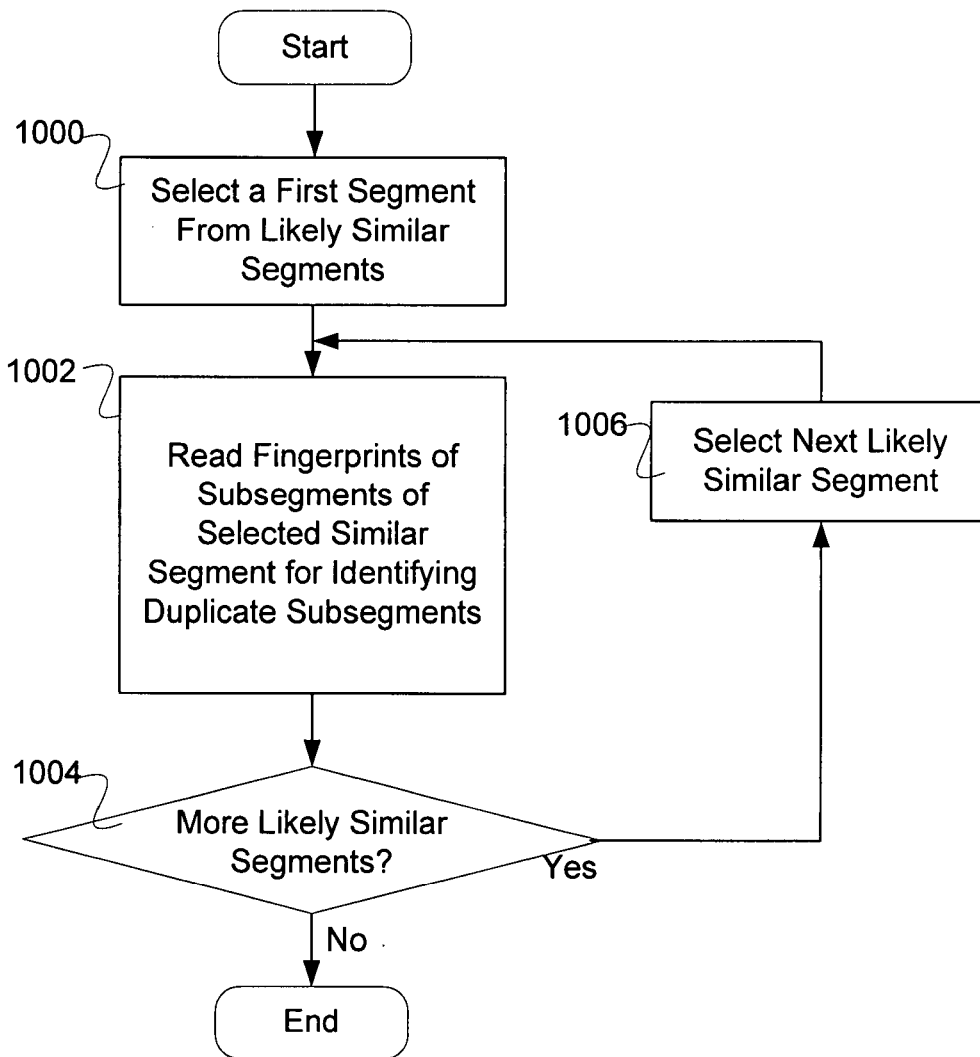 Start
1000
Select a First Segment
From Likely Similar
Segments
1002
Read Fingerprints of
Subsegments of
Selected Similar
Segment for Identifying
Duplicate Subsegments
1006
Select Next Likely
Similar Segment
1004
More Likely Similar
Segments?
Yes
No
End